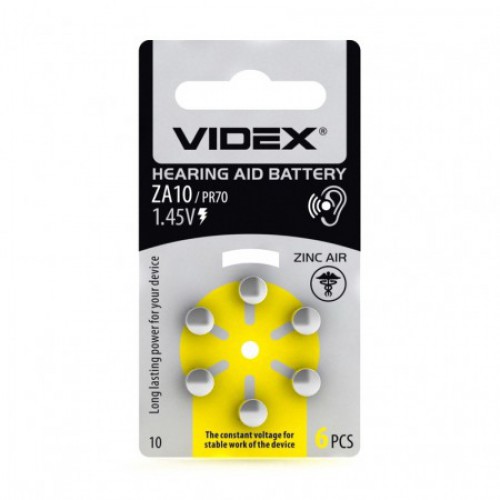 VIDEX®
HEARING AID BATTERY
ZA10 / PR70
1.45V
ZINC AIR
Long lasting power for your device
10
The constant voltage for
stable work of the device
6 PCS